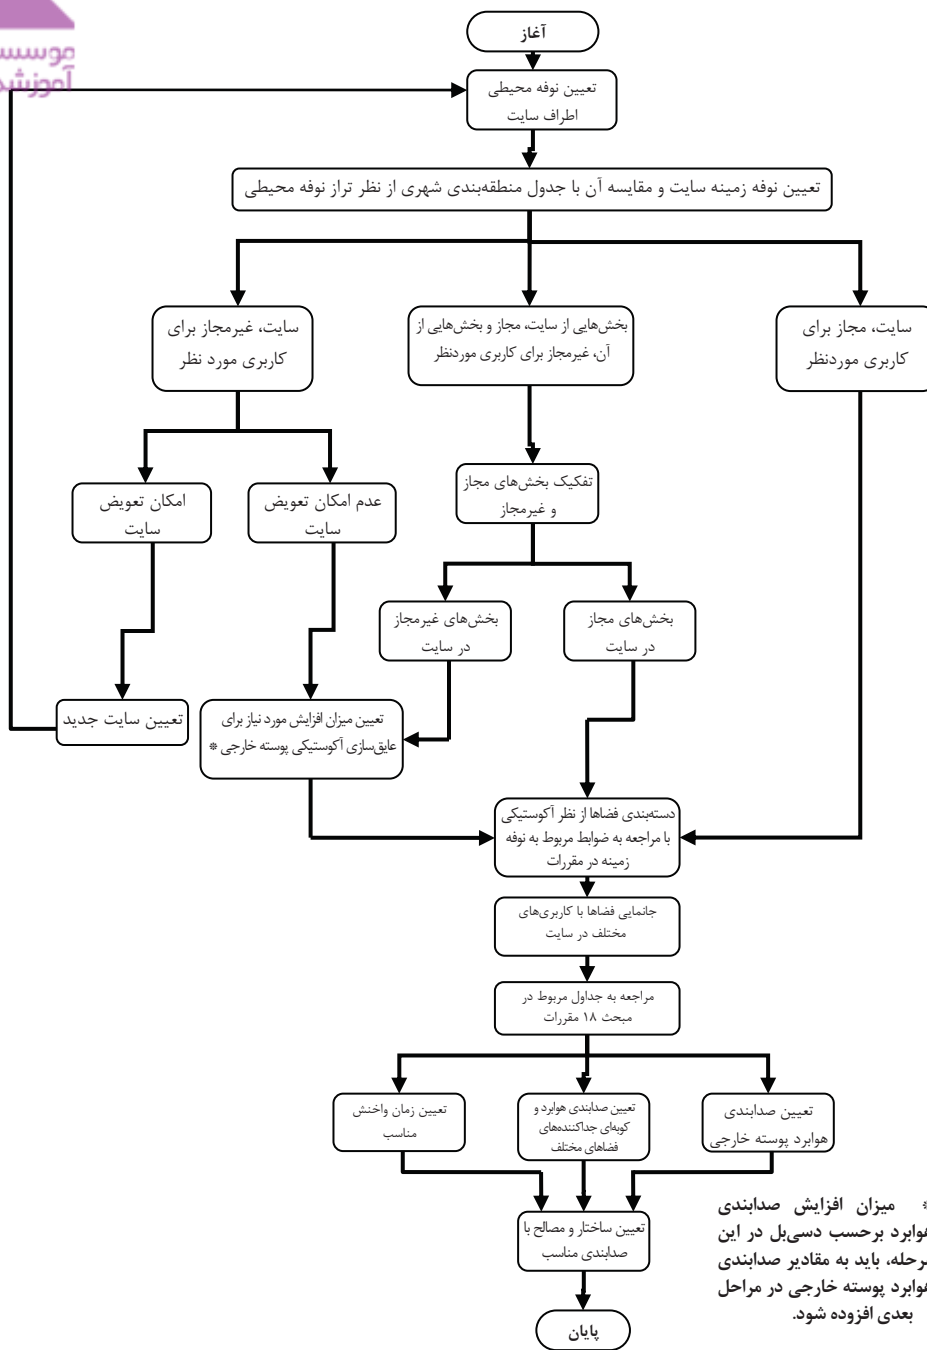 موسس
آموزشی
آغاز
تعیین نوفه محیطی
اطراف سایت
تعیین نوفه زمینه سایت و مقایسه آن با جدول منطقه‌بندی شهری از نظر تراز نوفه محیطی
سایت، مجاز برای
کاربری موردنظر
بخش‌هایی از سایت، مجاز و بخش‌هایی از
آن، غیرمجاز برای کاربری موردنظر
سایت، غیرمجاز برای
کاربری مورد نظر
تفکیک بخش‌های مجاز
و غیرمجاز
عدم امکان تعویض
سایت
امکان تعویض
سایت
بخش‌های مجاز
در سایت
بخش‌های غیرمجاز
در سایت
تعیین میزان افزایش مورد نیاز برای
عایق‌سازی آکوستیکی پوسته خارجی *
تعیین سایت جدید
دسته‌بندی فضاها از نظر آکوستیکی
با مراجعه به ضوابط مربوط به نوفه
زمینه در مقررات
جانمایی فضاها با کاربری‌های
مختلف در سایت
مراجعه به جداول مربوط در
مبحث ۱۸ مقررات
تعیین صدابندی
هوابرد پوسته خارجی
تعیین صدابندی هوابرد و
کوبه‌ای جداکننده‌های
فضاهای مختلف
تعیین زمان واخنش
مناسب
تعیین ساختار و مصالح با
صدابندی مناسب
پایان
* میزان افزایش صدابندی
هوابرد برحسب دسی‌بل در این
مرحله، باید به مقادیر صدابندی
هوابرد پوسته خارجی در مراحل
بعدی افزوده شود.